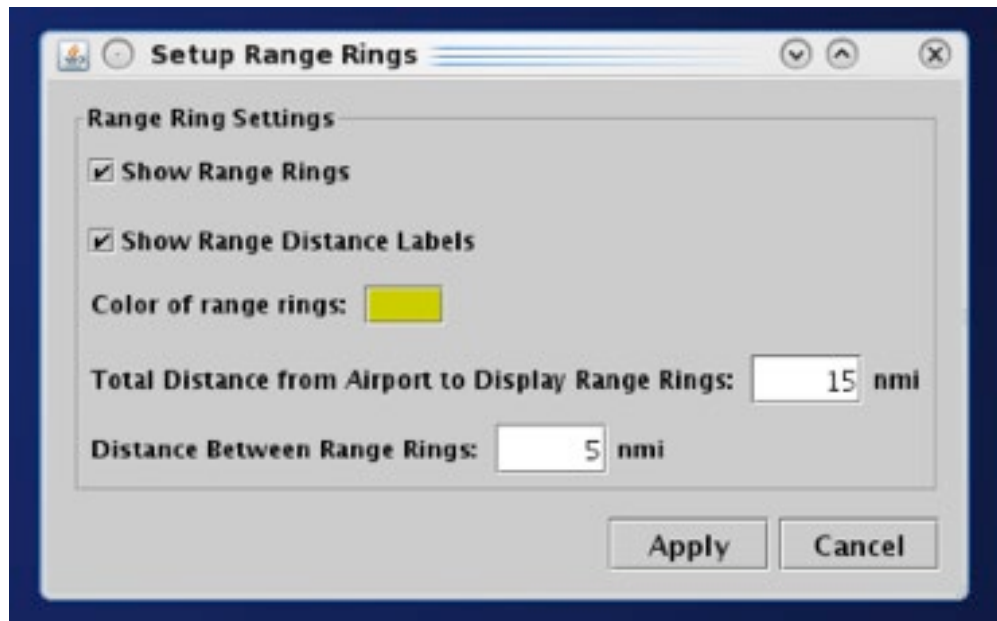 Setup Range Rings
Range Ring Settings
Show Range Rings
Show Range Distance Labels
Color of range rings:
Total Distance from Airport to Display Range Rings: 15 nmi
Distance Between Range Rings: 5 nmi
Apply Cancel